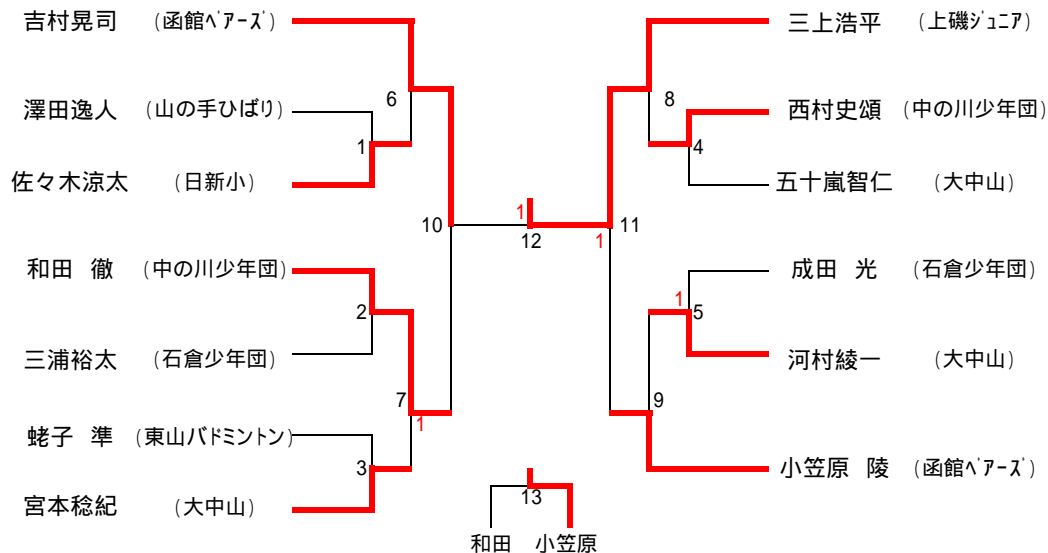 吉村晃司 (函館ﾍﾞｱｰｽﾞ)
澤田逸人 (山の手ひばり)
佐々木涼太 (日新小)
和田 徹 (中の川少年団)
三浦裕太 (石倉少年団)
蛯子 準 (東山バドミントン)
宮本稔紀 (大中山)
6
1
10
2
7
1
3
1
12
13
和田 小笠原
三上浩平 (上磯ｼﾞｭﾆｱ)
西村史頌 (中の川少年団)
五十嵐智仁 (大中山)
成田 光 (石倉少年団)
河村綾一 (大中山)
小笠原 陵 (函館ﾍﾞｱｰｽﾞ)
8
4
1 11
1 5
9